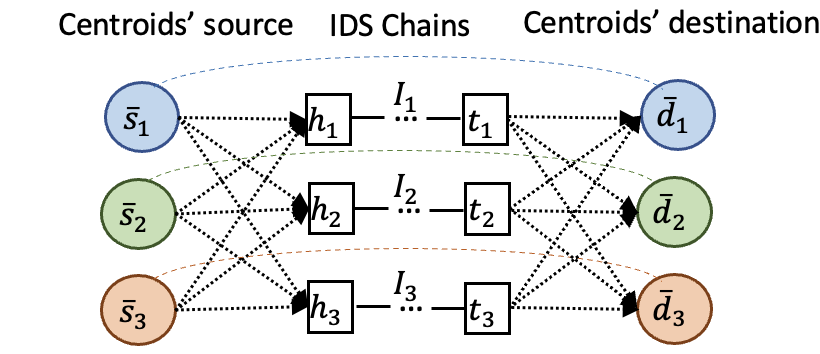 Centroids' source IDS Chains Centroids' destination
s̄₁ h₁ I₁ ... t₁ d̄₁
s̄₂ h₂ I₂ ... t₂ d̄₂
s̄₃ h₃ I₃ ... t₃ d̄₃